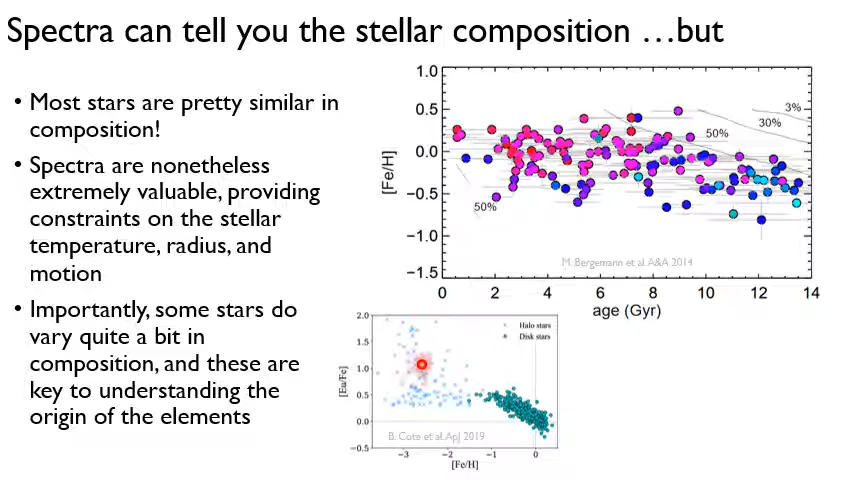 Spectra can tell you the stellar composition …but
• Most stars are pretty similar in
composition!
• Spectra are nonetheless
extremely valuable, providing
constraints on the stellar
temperature, radius, and
motion
• Importantly, some stars do
vary quite a bit in
composition, and these are
key to understanding the
origin of the elements
1.0
0.5
0.0
−0.5
−1.0
−1.5
[Fe/H]
3%
30%
50%
50%
M. Bergemann et al. A&A 2014
0 2 4 6 8 10 12 14
age (Gyr)
2.0
1.5
1.0
0.5
0.0
−0.5
[Eu/Fe]
Halo stars
Disk stars
B. Cote et al. ApJ 2019
−3 −2 −1 0
[Fe/H]